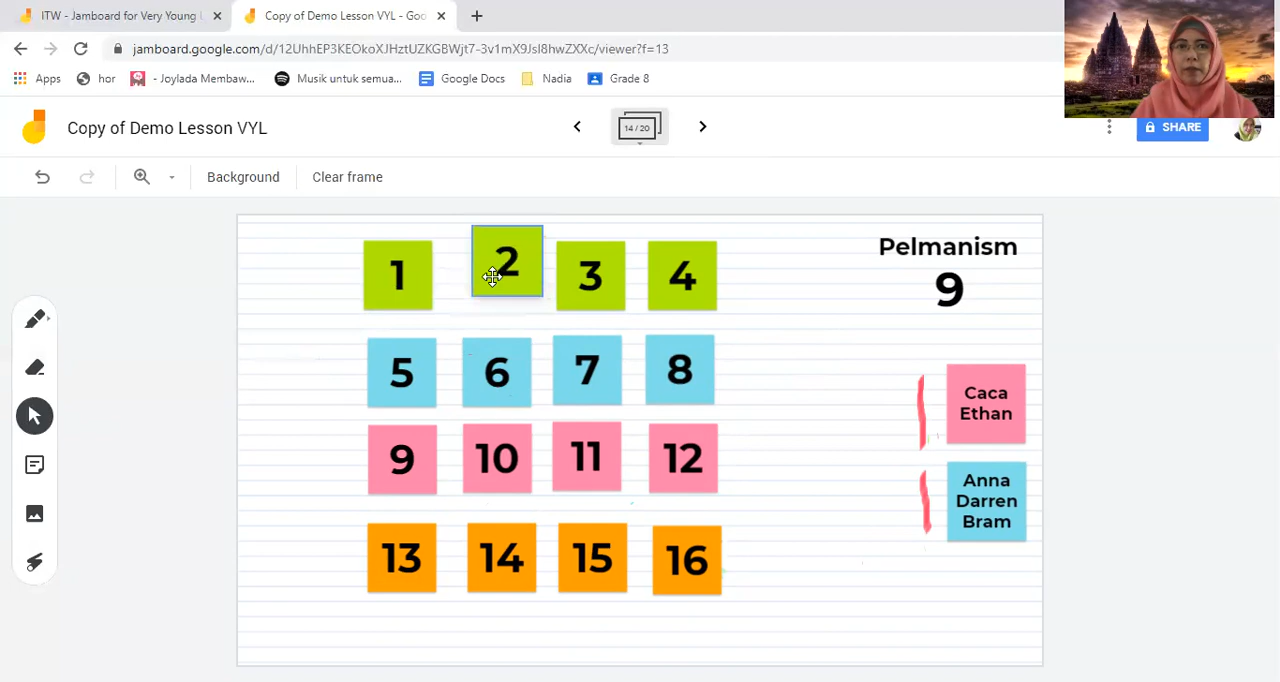 ITW - Jamboard for Very Young L
Copy of Demo Lesson VYL - Goo
jamboard.google.com/d/12UhhEP3KEOkoXJHztUZKGBWjt7-3v1mX9Jsl8hwZXXc/viewer?f=13
Apps
hor
- Joylada Membaw...
Musik untuk semua...
Google Docs
Nadia
Grade 8
Copy of Demo Lesson VYL
14 / 20
SHARE
Background
Clear frame
1
2
3
4
Pelmanism
9
5
6
7
8
Caca
Ethan
9
10
11
12
Anna
Darren
Bram
13
14
15
16